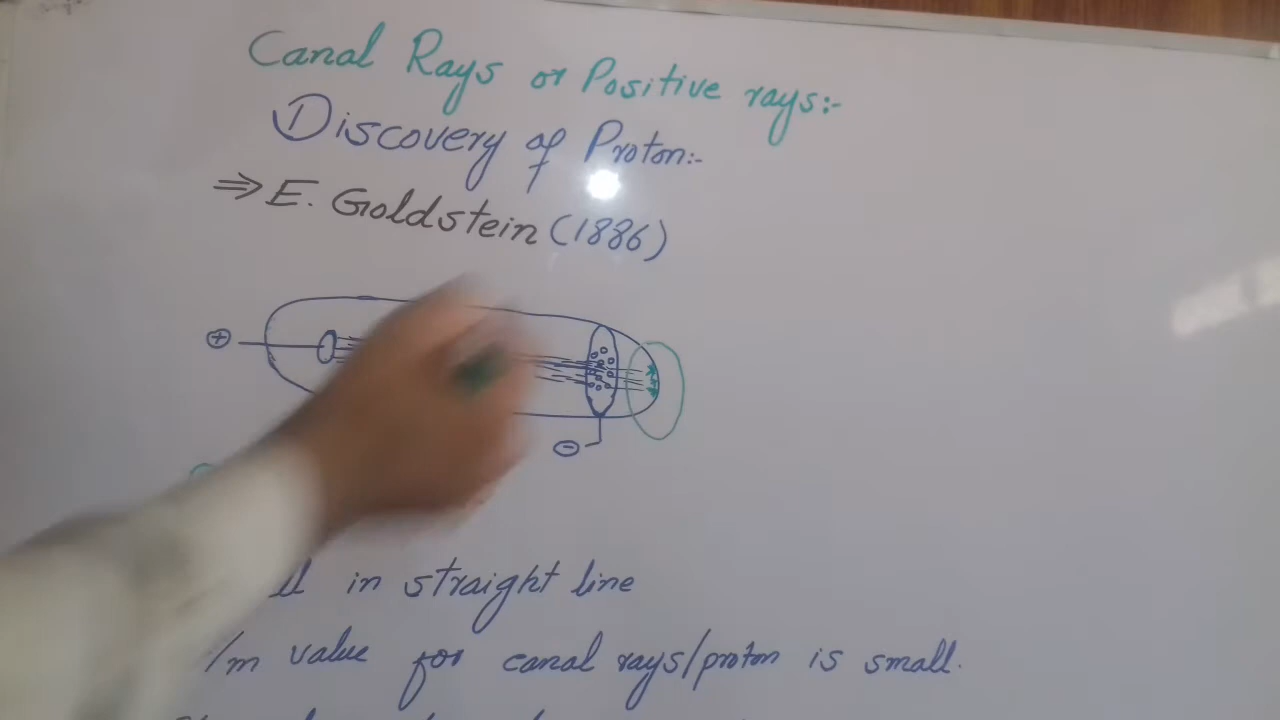 Canal Rays or Positive rays:-
Discovery of Proton:-
⇒ E. Goldstein (1886)
+
-
in straight line
/m value for canal rays/proton is small.